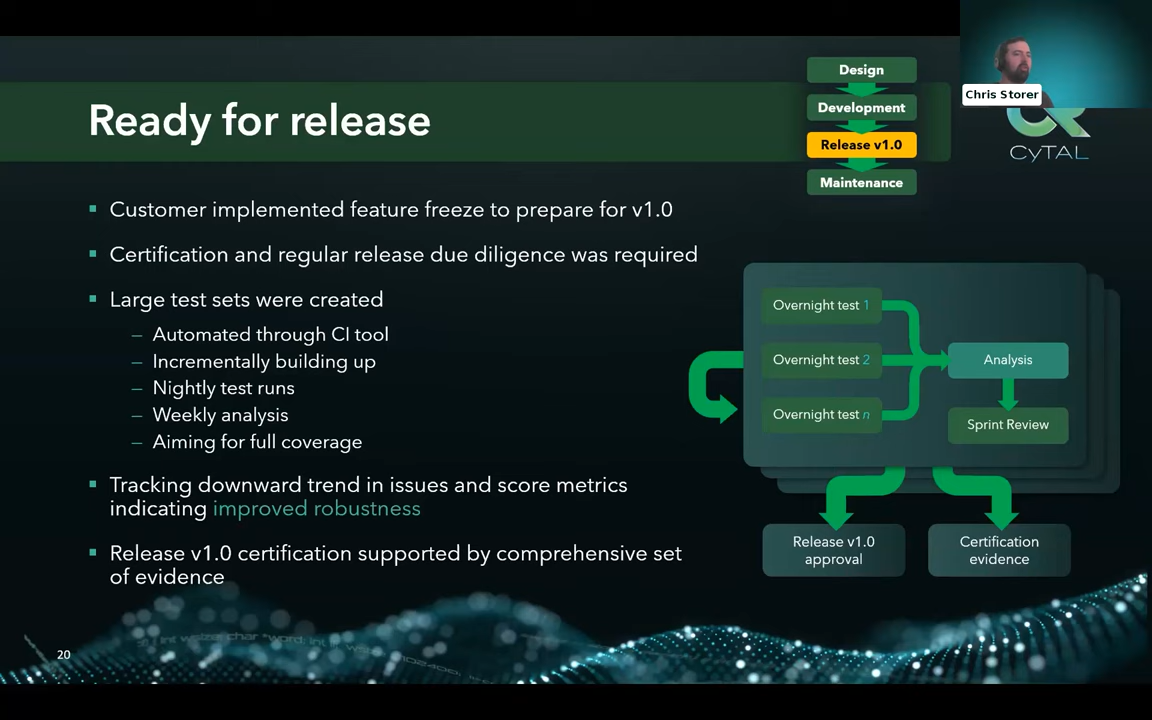 Design
Chris Storer
Development
Ready for release
Release v1.0
CyTAL
Maintenance
▪ Customer implemented feature freeze to prepare for v1.0
▪ Certification and regular release due diligence was required
▪ Large test sets were created
– Automated through CI tool
– Incrementally building up
– Nightly test runs
– Weekly analysis
– Aiming for full coverage
▪ Tracking downward trend in issues and score metrics
indicating improved robustness
▪ Release v1.0 certification supported by comprehensive set
of evidence
Overnight test 1
Overnight test 2
Overnight test n
Analysis
Sprint Review
Release v1.0
approval
Certification
evidence
20